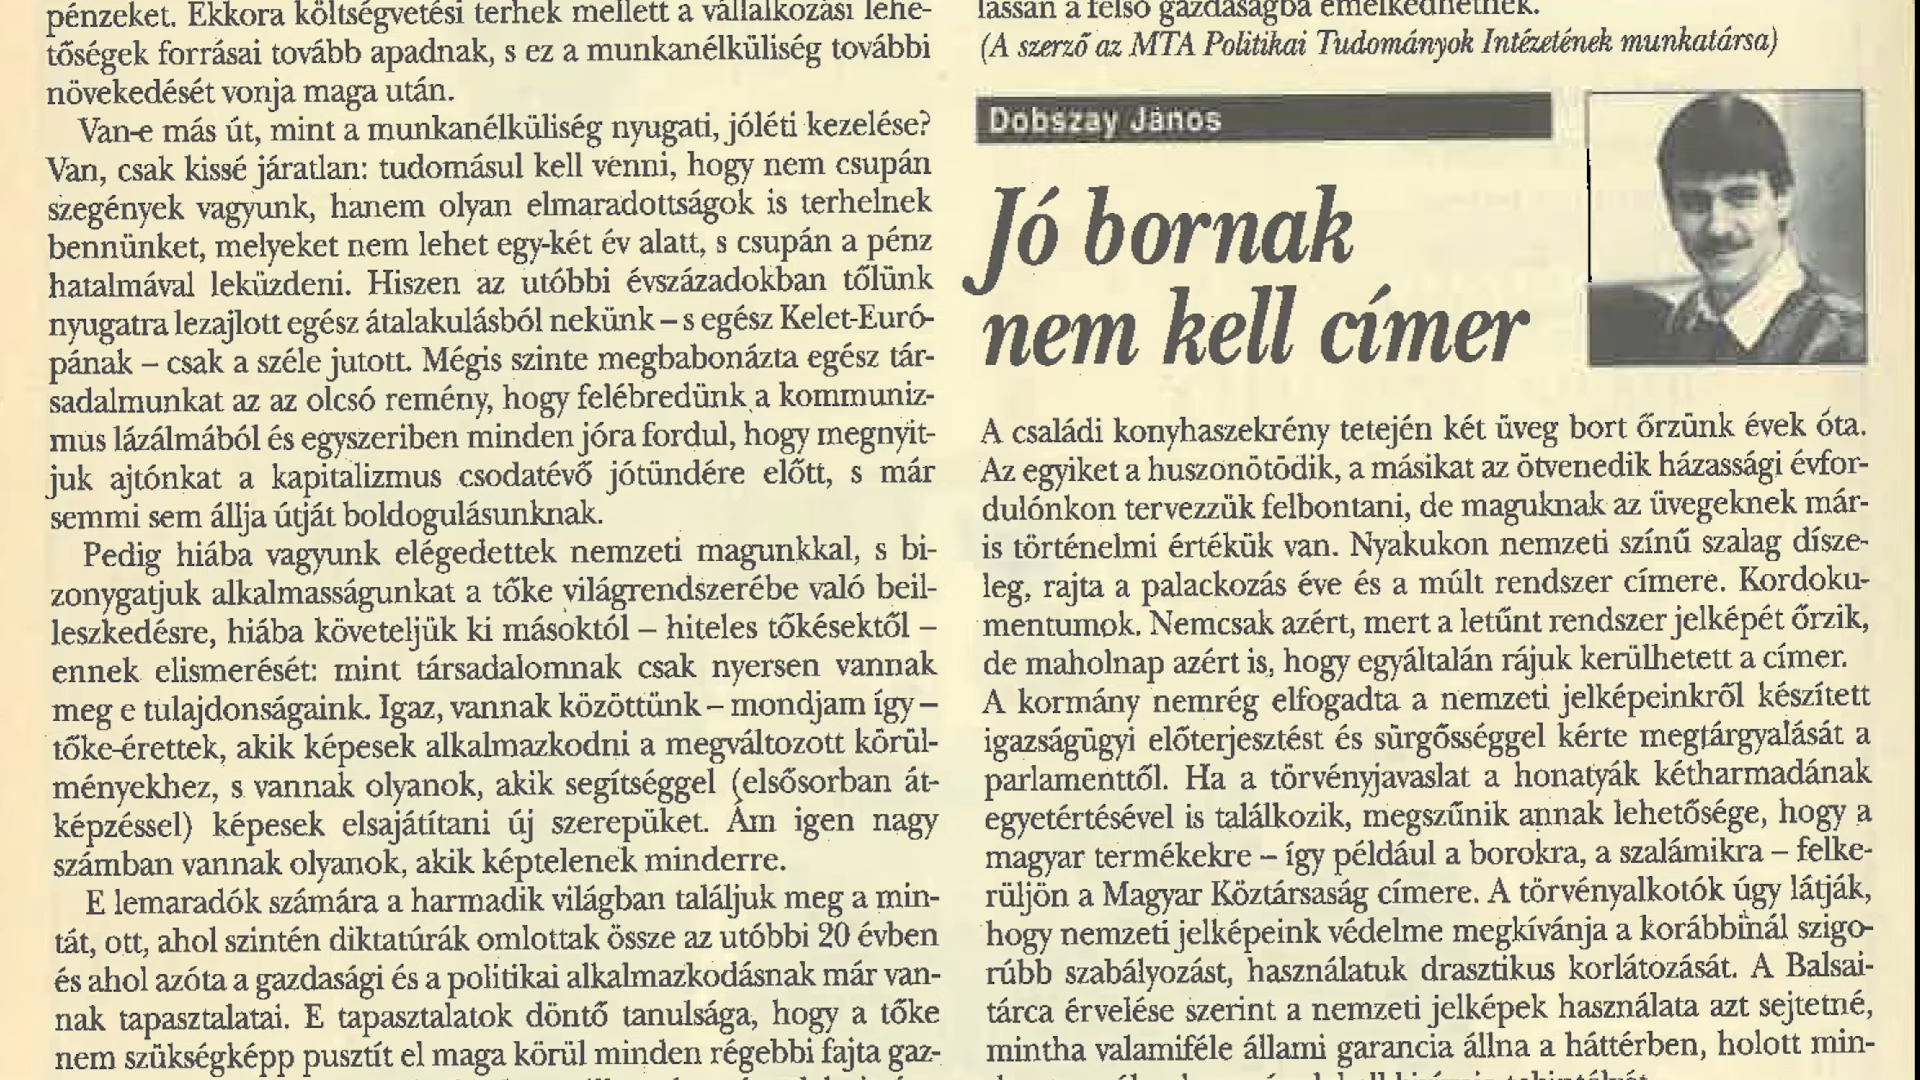 pénzeket. Ekkora költségvetési terhek mellett a vállalkozási lehe-
tőségek forrásai tovább apadnak, s ez a munkanélküliség további
növekedését vonja maga után.
Van-e más út, mint a munkanélküliség nyugati, jóléti kezelése?
Van, csak kissé járatlan: tudomásul kell venni, hogy nem csupán
szegények vagyunk, hanem olyan elmaradottságok is terhelnek
bennünket, melyeket nem lehet egy-két év alatt, s csupán a pénz
hatalmával leküzdeni. Hiszen az utóbbi évszázadokban tőlünk
nyugatra lezajlott egész átalakulásból nekünk – s egész Kelet-Euró-
pának – csak a széle jutott. Mégis szinte megbabonázta egész tár-
sadalmunkat az az olcsó remény, hogy felébredünk a kommuniz-
mus lázálmából és egyszeriben minden jóra fordul, hogy megnyit-
juk ajtónkat a kapitalizmus csodatévő jótündére előtt, s már
semmi sem állja útját boldogulásunknak.
Pedig hiába vagyunk elégedettek nemzeti magunkkal, s bi-
zonygatjuk alkalmasságunkat a tőke világrendszerébe való beil-
leszkedésre, hiába követeljük ki másoktól – hiteles tőkésektől –
ennek elismerését: mint társadalomnak csak nyersen vannak
meg e tulajdonságaink. Igaz, vannak közöttünk – mondjam így –
tőke-érettek, akik képesek alkalmazkodni a megváltozott körül-
ményekhez, s vannak olyanok, akik segítséggel (elsősorban át-
képzéssel) képesek elsajátítani új szerepüket. Ám igen nagy
számban vannak olyanok, akik képtelenek minderre.
E lemaradók számára a harmadik világban találjuk meg a min-
tát, ott, ahol szintén diktatúrák omlottak össze az utóbbi 20 évben
és ahol azóta a gazdasági és a politikai alkalmazkodásnak már van-
nak tapasztalatai. E tapasztalatok döntő tanulsága, hogy a tőke
nem szükségképp pusztít el maga körül minden régebbi fajta gaz-
lassan a felső gazdaságba emelkedhetnek.
(A szerző az MTA Politikai Tudományok Intézetének munkatársa)
Dobszay János
Jó bornak
nem kell címer
A családi konyhaszekrény tetején két üveg bort őrzünk évek óta.
Az egyiket a huszonötödik, a másikat az ötvenedik házassági évfor-
dulónkon tervezzük felbontani, de maguknak az üvegeknek már-
is történelmi értékük van. Nyakukon nemzeti színű szalag dísze-
leg, rajta a palackozás éve és a múlt rendszer címere. Kordoku-
mentumok. Nemcsak azért, mert a letűnt rendszer jelképét őrzik,
de maholnap azért is, hogy egyáltalán rájuk kerülhetett a címer.
A kormány nemrég elfogadta a nemzeti jelképeinkről készített
igazságügyi előterjesztést és sürgősséggel kérte megtárgyalását a
parlamenttől. Ha a törvényjavaslat a honatyák kétharmadának
egyetértésével is találkozik, megszűnik annak lehetősége, hogy a
magyar termékekre – így például a borokra, a szalámikra – felke-
rüljön a Magyar Köztársaság címere. A törvényalkotók úgy látják,
hogy nemzeti jelképeink védelme megkívánja a korábbinál szigo-
rúbb szabályozást, használatuk drasztikus korlátozását. A Balsai-
tárca érvelése szerint a nemzeti jelképek használata azt sejtetné,
mintha valamiféle állami garancia állna a háttérben, holott min-